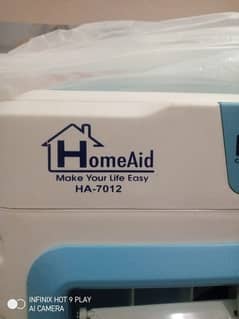 HomeAid
Make Your Life Easy
HA-7012
INFINIX HOT 9 PLAY
AI CAMERA